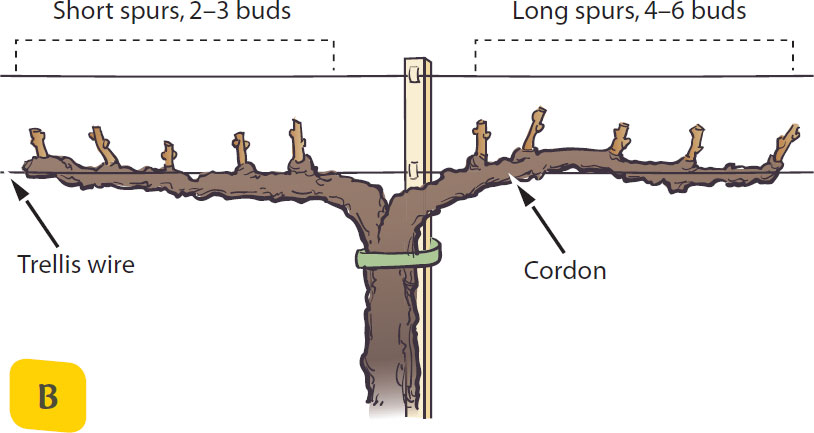 Short spurs, 2–3 buds
Long spurs, 4–6 buds
Trellis wire
Cordon
B